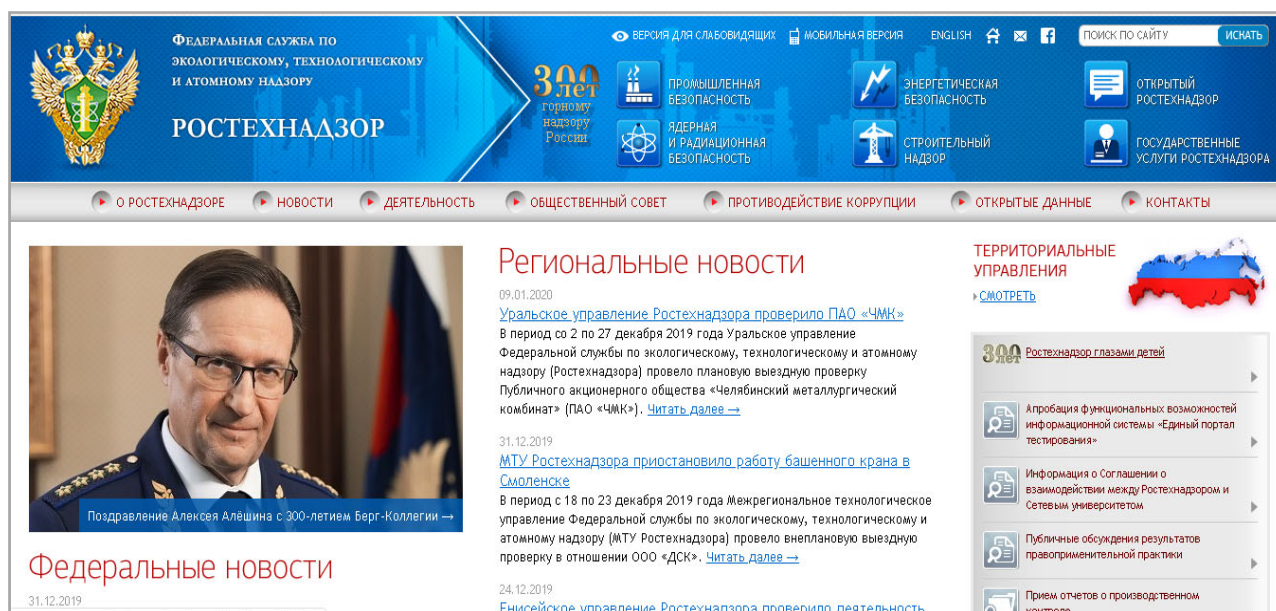 ФЕДЕРАЛЬНАЯ СЛУЖБА ПО
ЭКОЛОГИЧЕСКОМУ, ТЕХНОЛОГИЧЕСКОМУ
И АТОМНОМУ НАДЗОРУ
РОСТЕХНАДЗОР
ВЕРСИЯ ДЛЯ СЛАБОВИДЯЩИХ
МОБИЛЬНАЯ ВЕРСИЯ
ENGLISH
ПОИСК ПО САЙТУ
ИСКАТЬ
300
лет
горному
надзору
России
ПРОМЫШЛЕННАЯ
БЕЗОПАСНОСТЬ
ЭНЕРГЕТИЧЕСКАЯ
БЕЗОПАСНОСТЬ
ОТКРЫТЫЙ
РОСТЕХНАДЗОР
ЯДЕРНАЯ
И РАДИАЦИОННАЯ
БЕЗОПАСНОСТЬ
СТРОИТЕЛЬНЫЙ
НАДЗОР
ГОСУДАРСТВЕННЫЕ
УСЛУГИ РОСТЕХНАДЗОРА
О РОСТЕХНАДЗОРЕ
НОВОСТИ
ДЕЯТЕЛЬНОСТЬ
ОБЩЕСТВЕННЫЙ СОВЕТ
ПРОТИВОДЕЙСТВИЕ КОРРУПЦИИ
ОТКРЫТЫЕ ДАННЫЕ
КОНТАКТЫ
Поздравление Алексея Алёшина с 300-летием Берг-Коллегии →
Федеральные новости
31.12.2019
Региональные новости
09.01.2020
Уральское управление Ростехнадзора проверило ПАО «ЧМК»
В период со 2 по 27 декабря 2019 года Уральское управление
Федеральной службы по экологическому, технологическому и атомному
надзору (Ростехнадзора) провело плановую выездную проверку
Публичного акционерного общества «Челябинский металлургический
комбинат» (ПАО «ЧМК»). Читать далее →
31.12.2019
МТУ Ростехнадзора приостановило работу башенного крана в
Смоленске
В период с 18 по 23 декабря 2019 года Межрегиональное технологическое
управление Федеральной службы по экологическому, технологическому и
атомному надзору (МТУ Ростехнадзора) провело внеплановую выездную
проверку в отношении ООО «ДСК». Читать далее →
24.12.2019
Енисейское управление Ростехнадзора проверило деятельность
ТЕРРИТОРИАЛЬНЫЕ
УПРАВЛЕНИЯ
СМОТРЕТЬ
300
лет
Ростехнадзор глазами детей
Апробация функциональных возможностей
информационной системы «Единый портал
тестирования»
Информация о Соглашении о
взаимодействии между Ростехнадзором и
Сетевым университетом
Публичные обсуждения результатов
правоприменительной практики
Прием отчетов о производственном
контроле